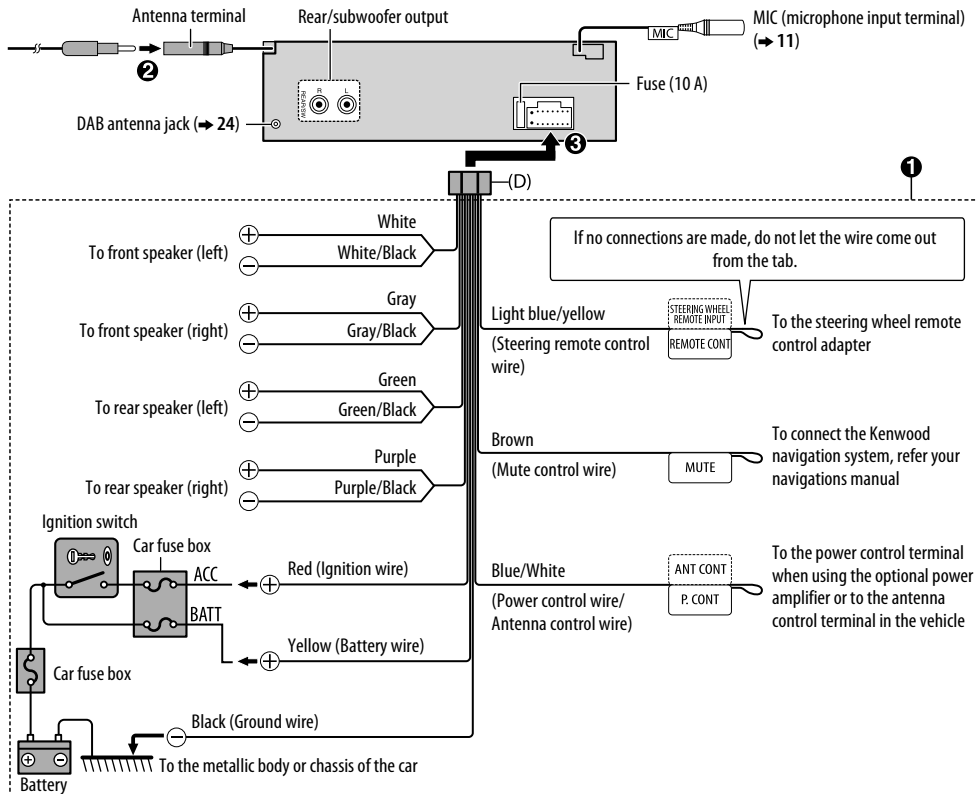 Antenna terminal
Rear/subwoofer output
MIC (microphone input terminal)
(➔ 11)
MIC
2
R L
REAR/SW
Fuse (10 A)
DAB antenna jack (➔ 24)
3
(D)
1
White
To front speaker (left)
White/Black
If no connections are made, do not let the wire come out
from the tab.
Gray
To front speaker (right)
Gray/Black
Light blue/yellow
(Steering remote control
wire)
STEERING WHEEL
REMOTE INPUT
REMOTE CONT
To the steering wheel remote
control adapter
Green
To rear speaker (left)
Green/Black
Brown
(Mute control wire)
MUTE
To connect the Kenwood
navigation system, refer your
navigations manual
Purple
To rear speaker (right)
Purple/Black
Ignition switch
Car fuse box
ACC
Red (Ignition wire)
BATT
Yellow (Battery wire)
Blue/White
(Power control wire/
Antenna control wire)
ANT CONT
P. CONT
To the power control terminal
when using the optional power
amplifier or to the antenna
control terminal in the vehicle
Car fuse box
Black (Ground wire)
To the metallic body or chassis of the car
Battery